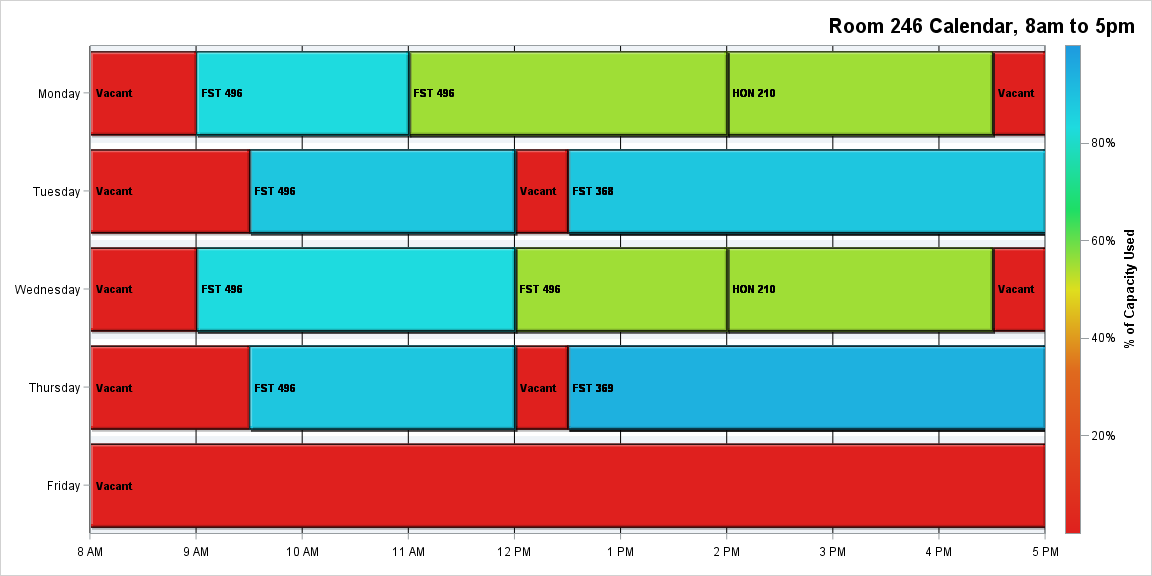 Room 246 Calendar, 8am to 5pm
Monday
Vacant
FST 496
FST 496
HON 210
Vacant
Tuesday
Vacant
FST 496
Vacant
FST 368
Wednesday
Vacant
FST 496
FST 496
HON 210
Vacant
Thursday
Vacant
FST 496
Vacant
FST 369
Friday
Vacant
8 AM
9 AM
10 AM
11 AM
12 PM
1 PM
2 PM
3 PM
4 PM
5 PM
80%
60%
40%
20%
% of Capacity Used